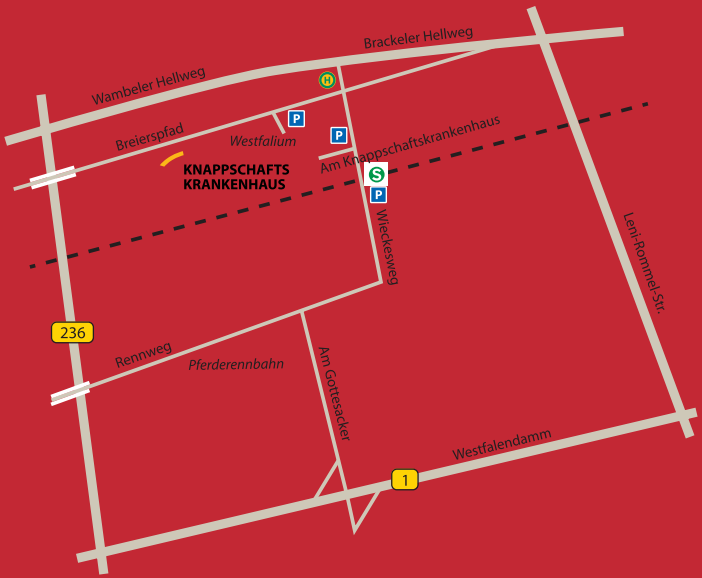 Brackeler Hellweg
Wambeler Hellweg
H
Breierspfad
P
P
Westfalium
Am Knappschaftskrankenhaus
KNAPPSCHAFTS
KRANKENHAUS
S
P
Wieckesweg
Leni-Rommel-Str.
236
Rennweg
Pferderennbahn
Am Gottesacker
Westfalendamm
1